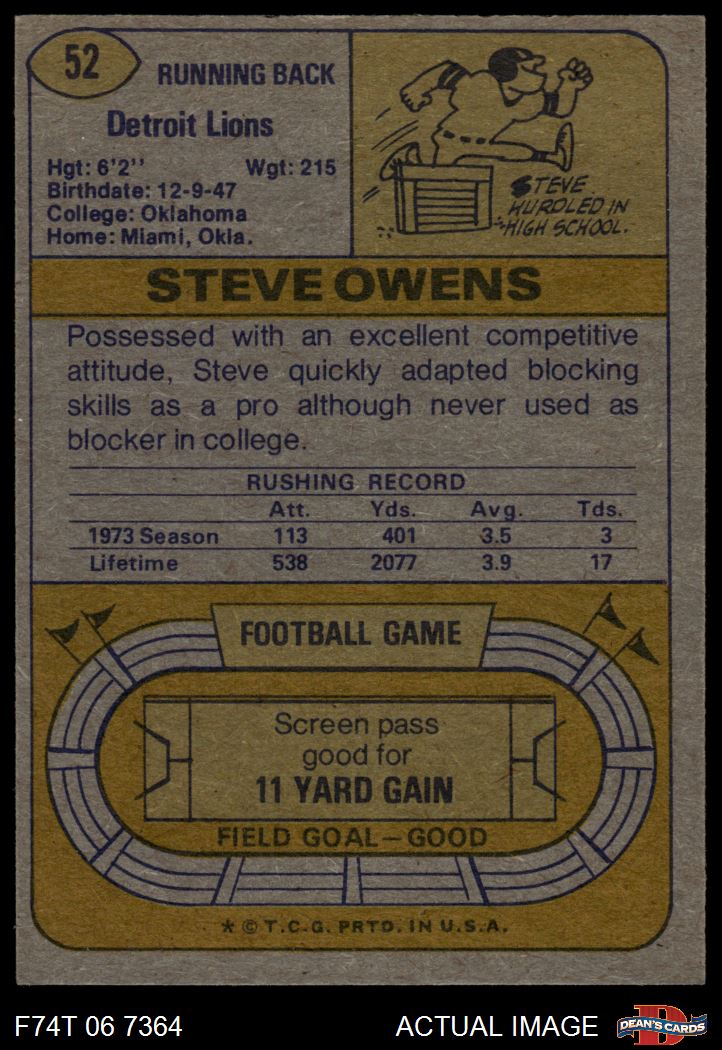 52
RUNNING BACK
Detroit Lions
Hgt: 6'2'' Wgt: 215
Birthdate: 12-9-47
College: Oklahoma
Home: Miami, Okla.
STEVE
HURDLED IN
HIGH SCHOOL.
STEVE OWENS
Possessed with an excellent competitive
attitude, Steve quickly adapted blocking
skills as a pro although never used as
blocker in college.
RUSHING RECORD
Att. Yds. Avg. Tds.
1973 Season 113 401 3.5 3
Lifetime 538 2077 3.9 17
FOOTBALL GAME
Screen pass
good for
11 YARD GAIN
FIELD GOAL—GOOD
* © T.C.G. PRTD. IN U.S.A.
F74T 06 7364 ACTUAL IMAGE
D
DEAN'S CARDS